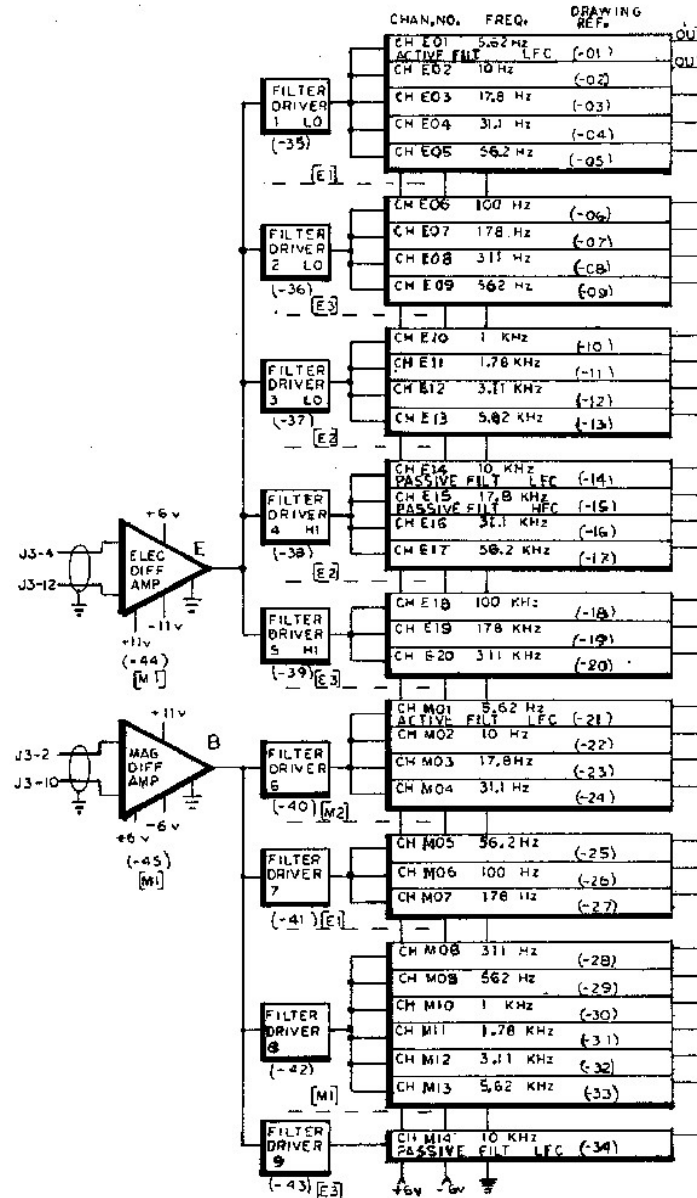 CHAN. NO. FREQ. DRAWING REF.
CH E01 5.62 Hz (-01) OU
ACTIVE FILT LFC
CH E02 10 Hz (-02) OU
CH E03 17.8 Hz (-03)
CH E04 31.1 Hz (-04)
CH E05 56.2 Hz (-05)
FILTER DRIVER 1 LO
(-35)
[E1]
CH E06 100 Hz (-06)
CH E07 178 Hz (-07)
CH E08 311 Hz (-08)
CH E09 562 Hz (-09)
FILTER DRIVER 2 LO
(-36)
[E3]
CH E10 1 KHz (-10)
CH E11 1.78 KHz (-11)
CH E12 3.11 KHz (-12)
CH E13 5.62 KHz (-13)
FILTER DRIVER 3 LO
(-37)
[E2]
CH E14 10 KHz (-14)
PASSIVE FILT LFC
CH E15 17.8 KHz (-15)
PASSIVE FILT HFC
CH E16 31.1 KHz (-16)
CH E17 56.2 KHz (-17)
FILTER DRIVER 4 HI
(-38)
[E2]
J3-4
J3-12
+6v
ELEC DIFF AMP
E
-11v
+11v
(-44)
[M1]
CH E18 100 KHz (-18)
CH E19 178 KHz (-19)
CH E20 311 KHz (-20)
FILTER DRIVER 5 HI
(-39) [E3]
CH M01 5.62 Hz (-21)
ACTIVE FILT LFC
CH M02 10 Hz (-22)
CH M03 17.8Hz (-23)
CH M04 31.1 Hz (-24)
FILTER DRIVER 6
(-40) [M2]
J3-2
J3-10
+11v
MAG DIFF AMP
B
-6v
+6v
(-45)
[M1]
CH M05 56.2Hz (-25)
CH M06 100 Hz (-26)
CH M07 178 Hz (-27)
FILTER DRIVER 7
(-41) [E1]
CH M08 311 Hz (-28)
CH M09 562 Hz (-29)
CH M10 1 KHz (-30)
CH M11 1.78 KHz (-31)
CH M12 3.11 KHz (-32)
CH M13 5.62 KHz (-33)
FILTER DRIVER 8
(-42)
[M1]
CH M14 10 KHz (-34)
PASSIVE FILT LFC
FILTER DRIVER 9
(-43) [E3]
+6v -6v